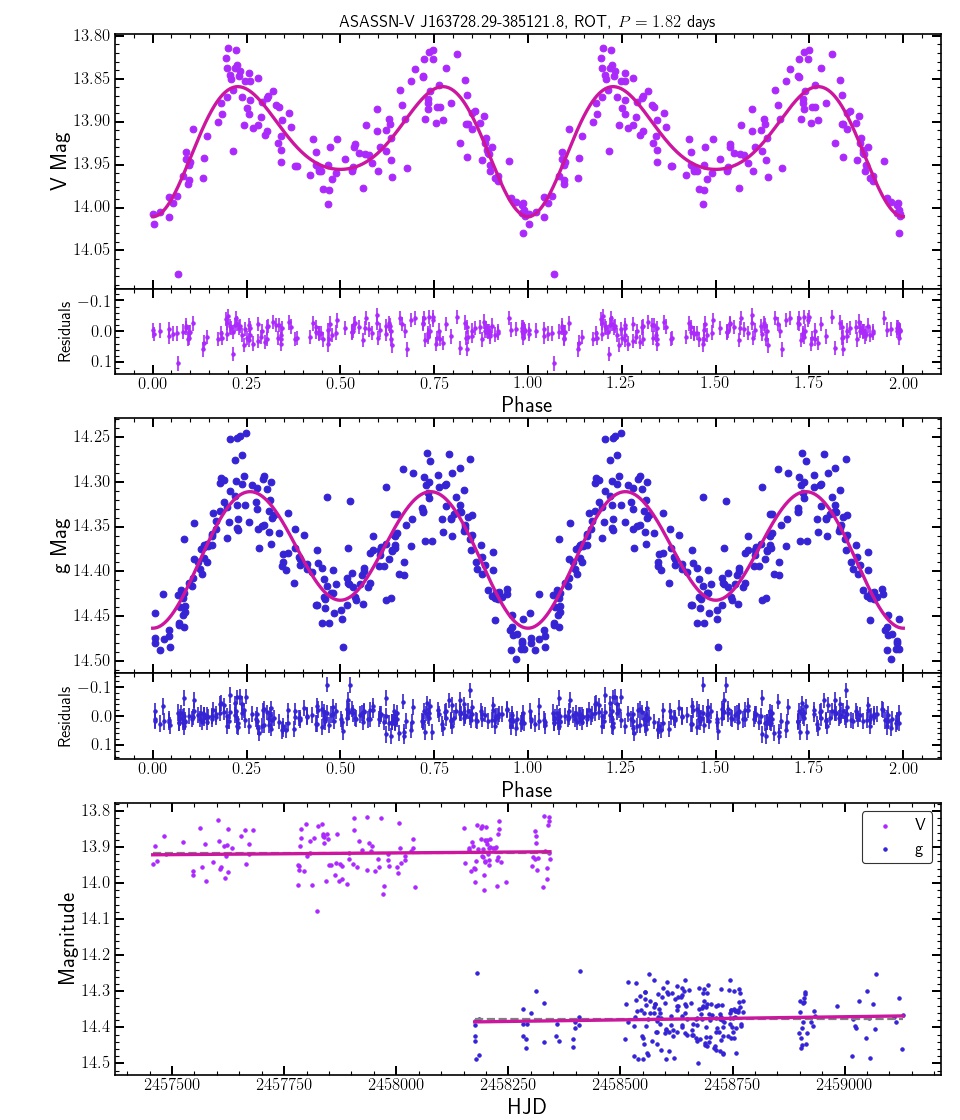 ASASSN-V J163728.29-385121.8, ROT, P = 1.82 days
13.80
13.85
13.90
13.95
14.00
14.05
V Mag
−0.1
0.0
0.1
Residuals
0.00 0.25 0.50 0.75 1.00 1.25 1.50 1.75 2.00
Phase
14.25
14.30
14.35
14.40
14.45
14.50
g Mag
−0.1
0.0
0.1
Residuals
0.00 0.25 0.50 0.75 1.00 1.25 1.50 1.75 2.00
Phase
13.8
13.9
14.0
14.1
14.2
14.3
14.4
14.5
Magnitude
V
g
2457500 2457750 2458000 2458250 2458500 2458750 2459000
HJD